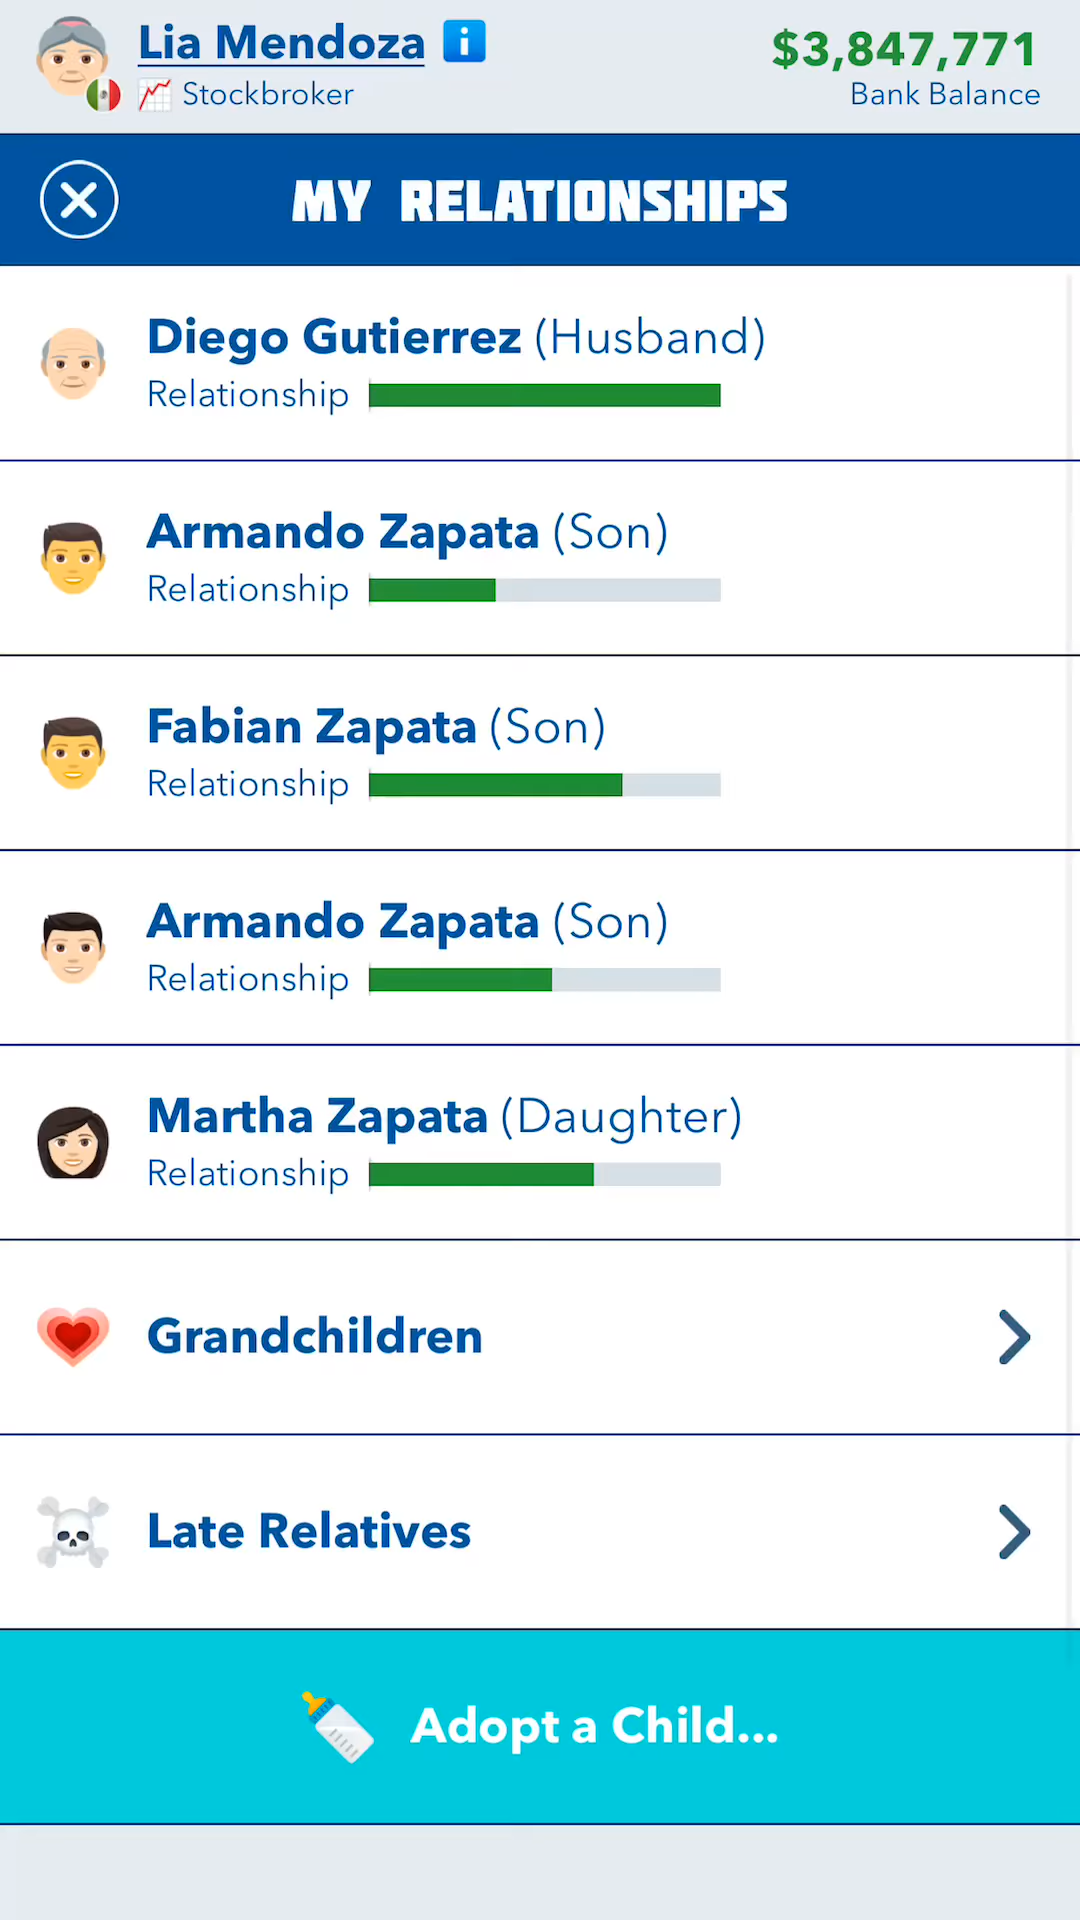 Lia Mendoza
$3,847,771
Stockbroker
Bank Balance
MY RELATIONSHIPS
Diego Gutierrez (Husband)
Relationship
Armando Zapata (Son)
Relationship
Fabian Zapata (Son)
Relationship
Armando Zapata (Son)
Relationship
Martha Zapata (Daughter)
Relationship
Grandchildren
Late Relatives
Adopt a Child...